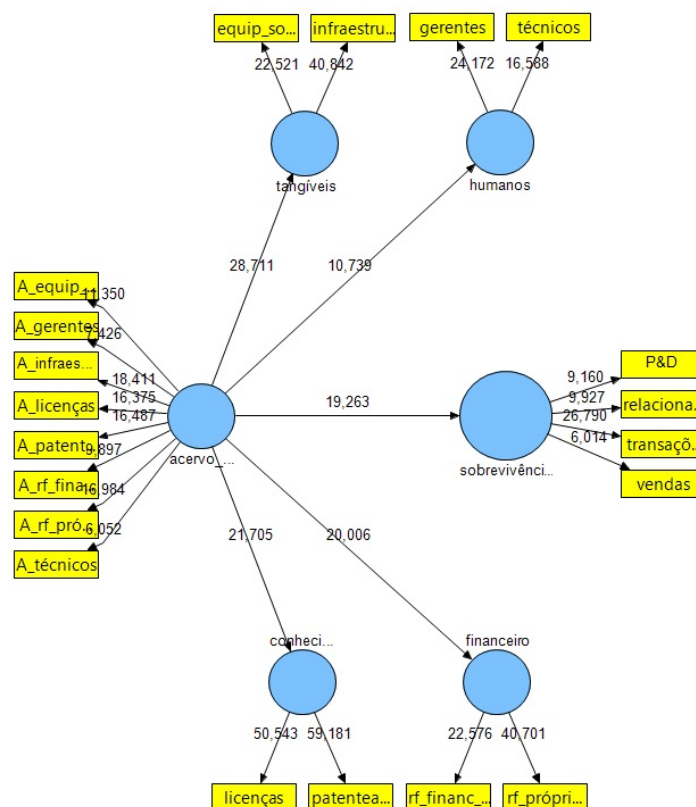 equip_so...
infraestru...
gerentes
técnicos
22,521
40,842
24,172
16,588
tangíveis
humanos
28,711
10,739
A_equip_...
11,350
A_gerentes
7,426
A_infraes...
18,411
A_licenças
16,375
A_patente...
16,487
A_rf_fina...
9,897
A_rf_pró...
16,984
A_técnicos
6,052
acervo_...
19,263
sobrevivênci...
P&D
9,160
relaciona...
9,927
transaçõ...
26,790
vendas
6,014
21,705
20,006
conheci...
financeiro
50,543
59,181
22,576
40,701
licenças
patentea...
rf_financ_...
rf_própri...